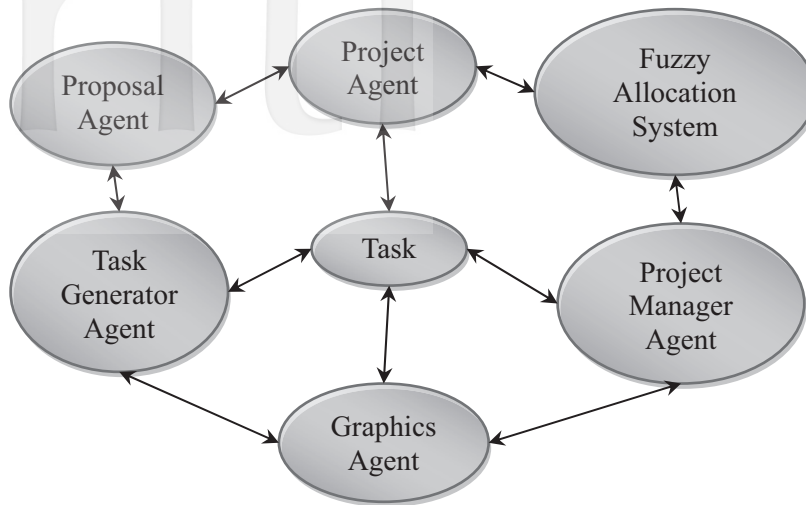 Proposal
Agent
Project
Agent
Fuzzy
Allocation
System
Task
Generator
Agent
Task
Project
Manager
Agent
Graphics
Agent